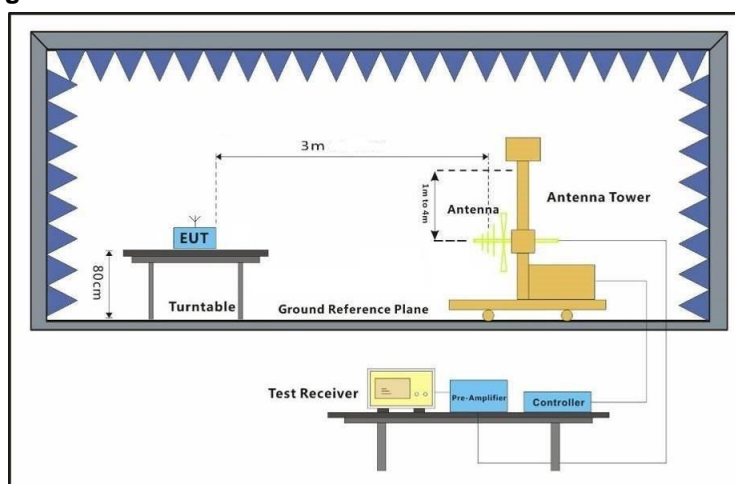 3m
1m to 4m
Antenna
Antenna Tower
EUT
80cm
Turntable
Ground Reference Plane
Test Receiver
Pre-Amplifier
Controller